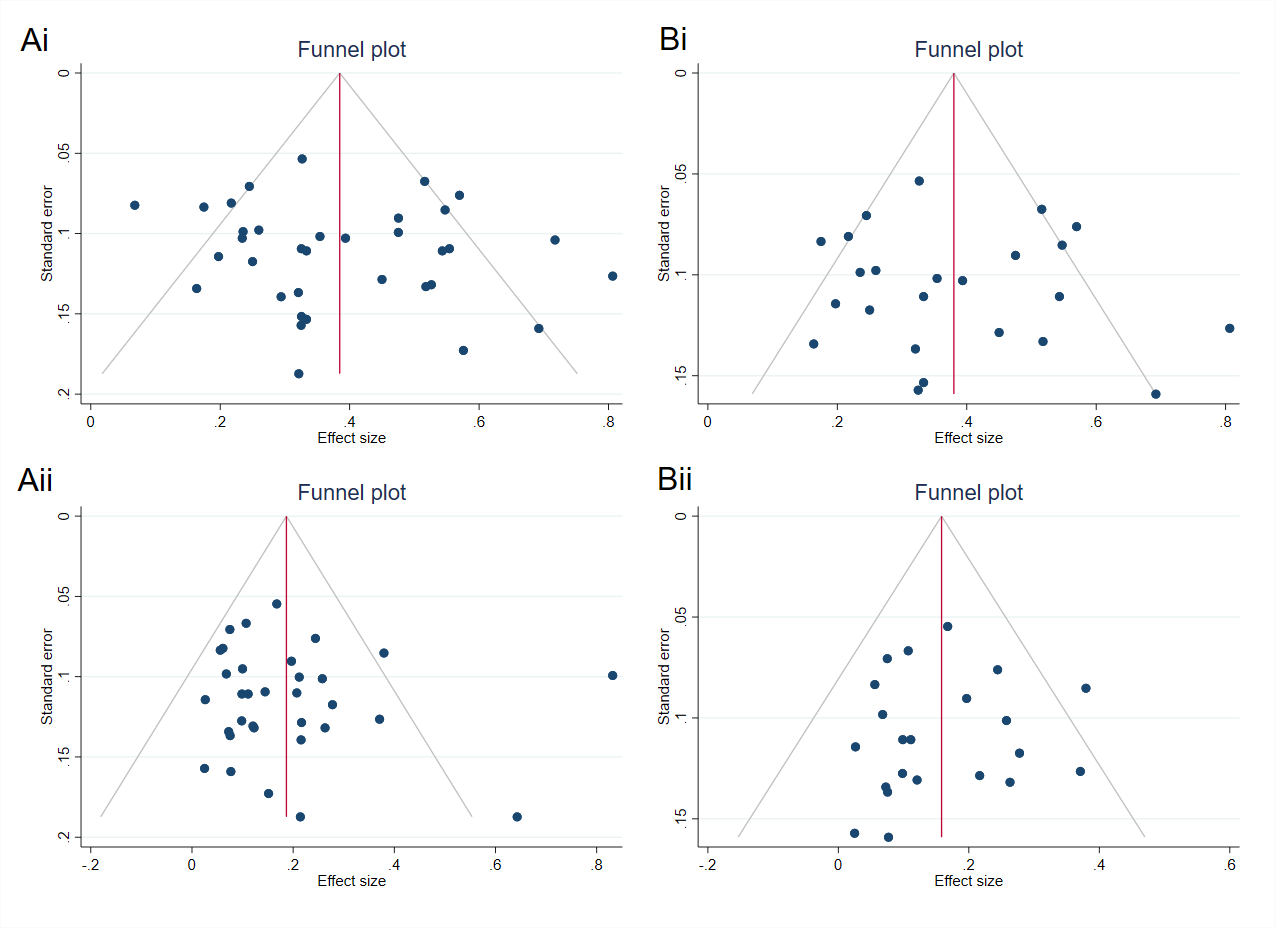 Ai
Funnel plot
Standard error
0
.05
.1
.15
.2
0
.2
.4
.6
.8
Effect size
Bi
Funnel plot
Standard error
0
.05
.1
.15
0
.2
.4
.6
.8
Effect size
Aii
Funnel plot
Standard error
0
.05
.1
.15
.2
-.2
0
.2
.4
.6
.8
Effect size
Bii
Funnel plot
Standard error
0
.05
.1
.15
-.2
0
.2
.4
.6
Effect size